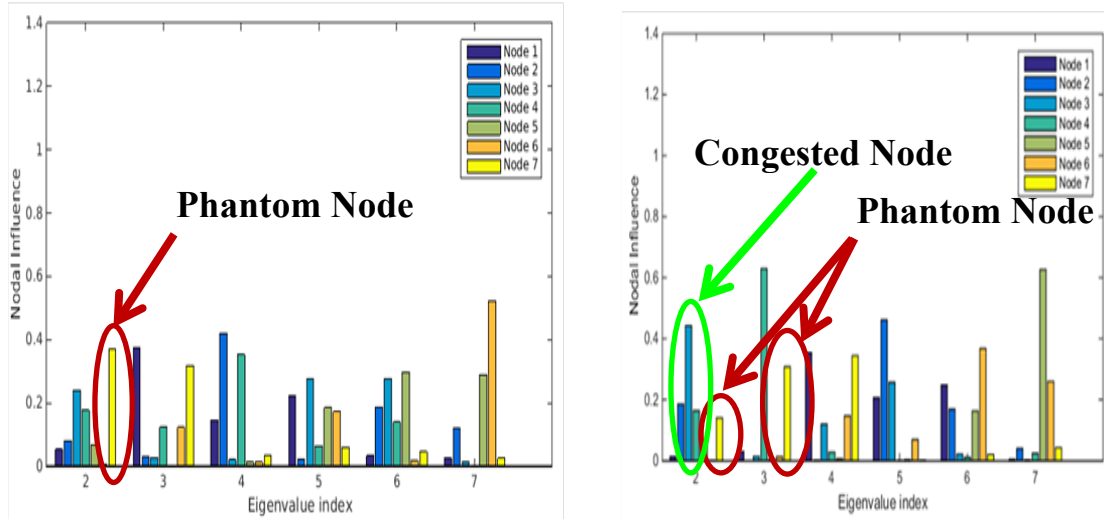 1.4
1.2
1
0.8
0.6
0.4
0.2
0
Nodal Influence
2 3 4 5 6 7
Eigenvalue index
Node 1
Node 2
Node 3
Node 4
Node 5
Node 6
Node 7
Phantom Node
1.4
1.2
1
0.8
0.6
0.4
0.2
0
Nodal Influence
2 3 4 5 6 7
Eigenvalue index
Node 1
Node 2
Node 3
Node 4
Node 5
Node 6
Node 7
Congested Node
Phantom Node